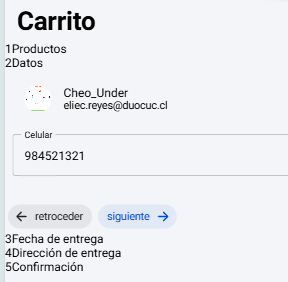 Carrito
1Productos
2Datos
Cheo_Under
eliec.reyes@duocuc.cl
Celular
984521321
retroceder siguiente
3Fecha de entrega
4Dirección de entrega
5Confirmación